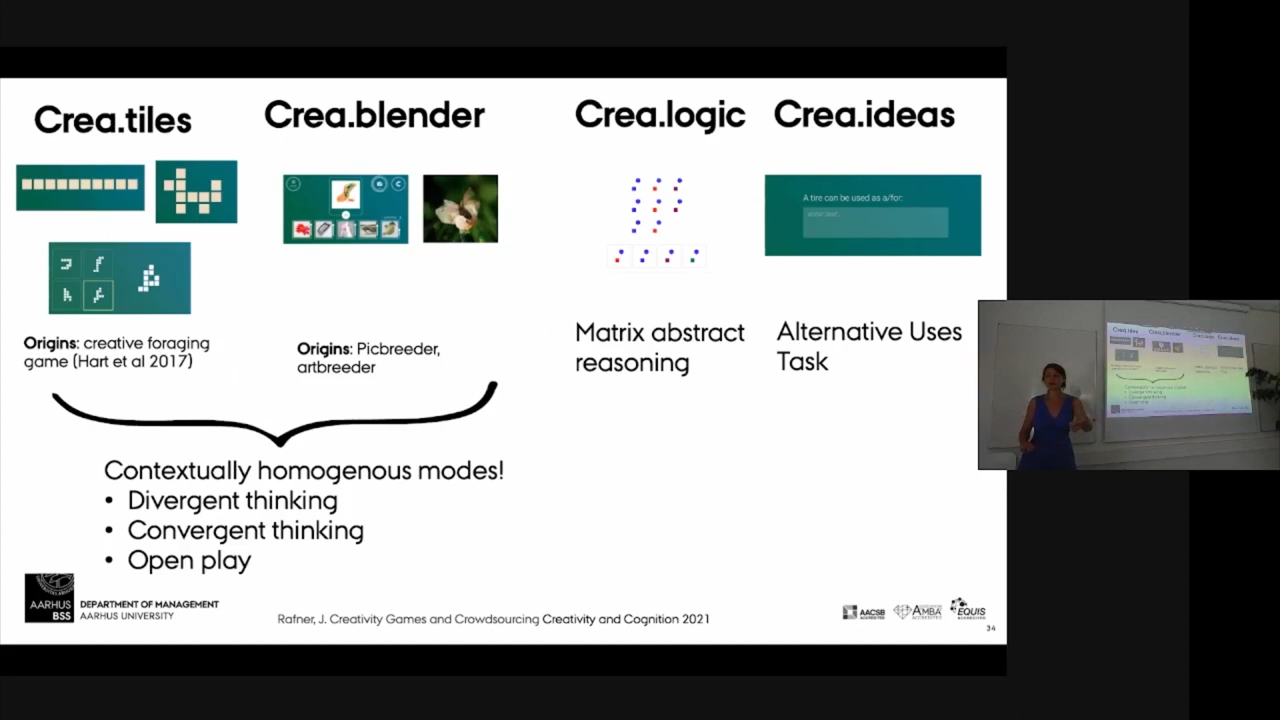 Crea.tiles
Crea.blender
Crea.logic
Crea.ideas
A tire can be used as a/for:
Origins: creative foraging
game (Hart et al 2017)
Origins: Picbreeder,
artbreeder
Matrix abstract
reasoning
Alternative Uses
Task
Contextually homogenous modes!
• Divergent thinking
• Convergent thinking
• Open play
AARHUS
BSS
DEPARTMENT OF MANAGEMENT
AARHUS UNIVERSITY
Rafner, J. Creativity Games and Crowdsourcing Creativity and Cognition 2021
AACSB
ACCREDITED
AMBA
ACCREDITED
EQUIS
ACCREDITED
34